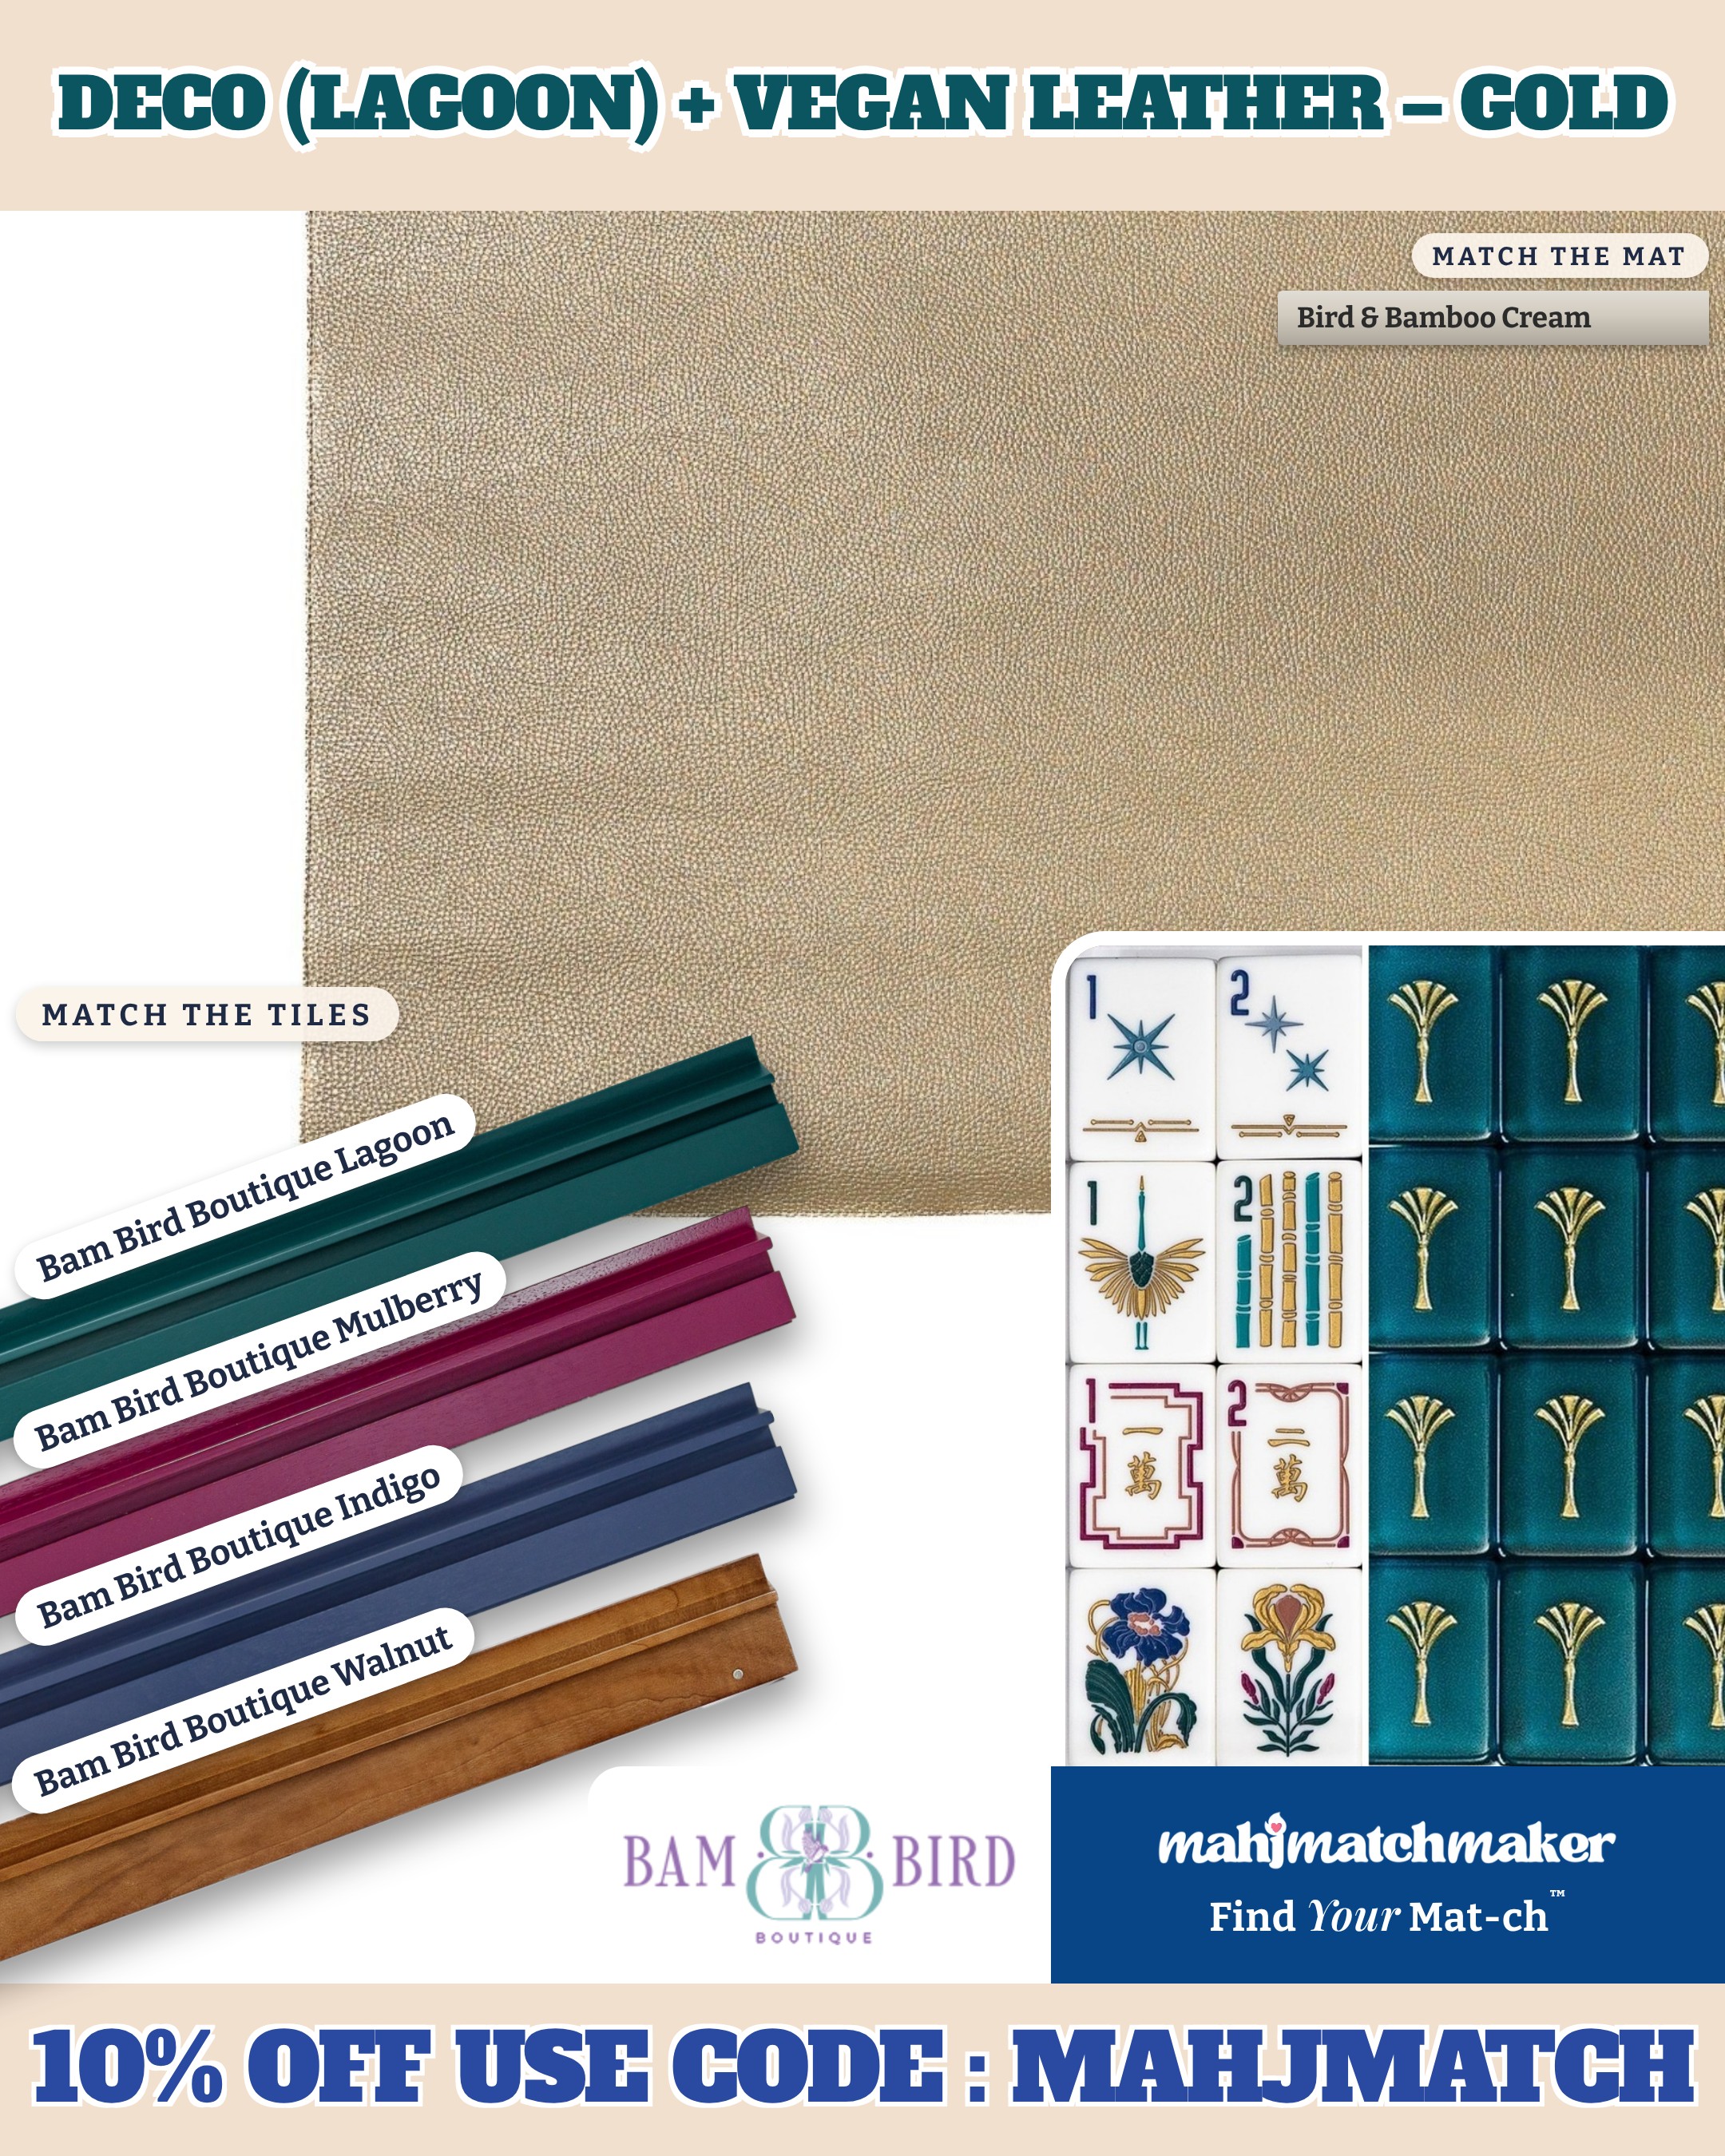 DECO (LAGOON) + VEGAN LEATHER – GOLD
MATCH THE MAT
Bird & Bamboo Cream
MATCH THE TILES
Bam Bird Boutique Lagoon
Bam Bird Boutique Mulberry
Bam Bird Boutique Indigo
Bam Bird Boutique Walnut
1 2
1 2
1 2
一 二
萬 萬
BAM BIRD
BOUTIQUE
mahjmatchmaker
Find Your Mat-ch™
10% OFF USE CODE : MAHJMATCH